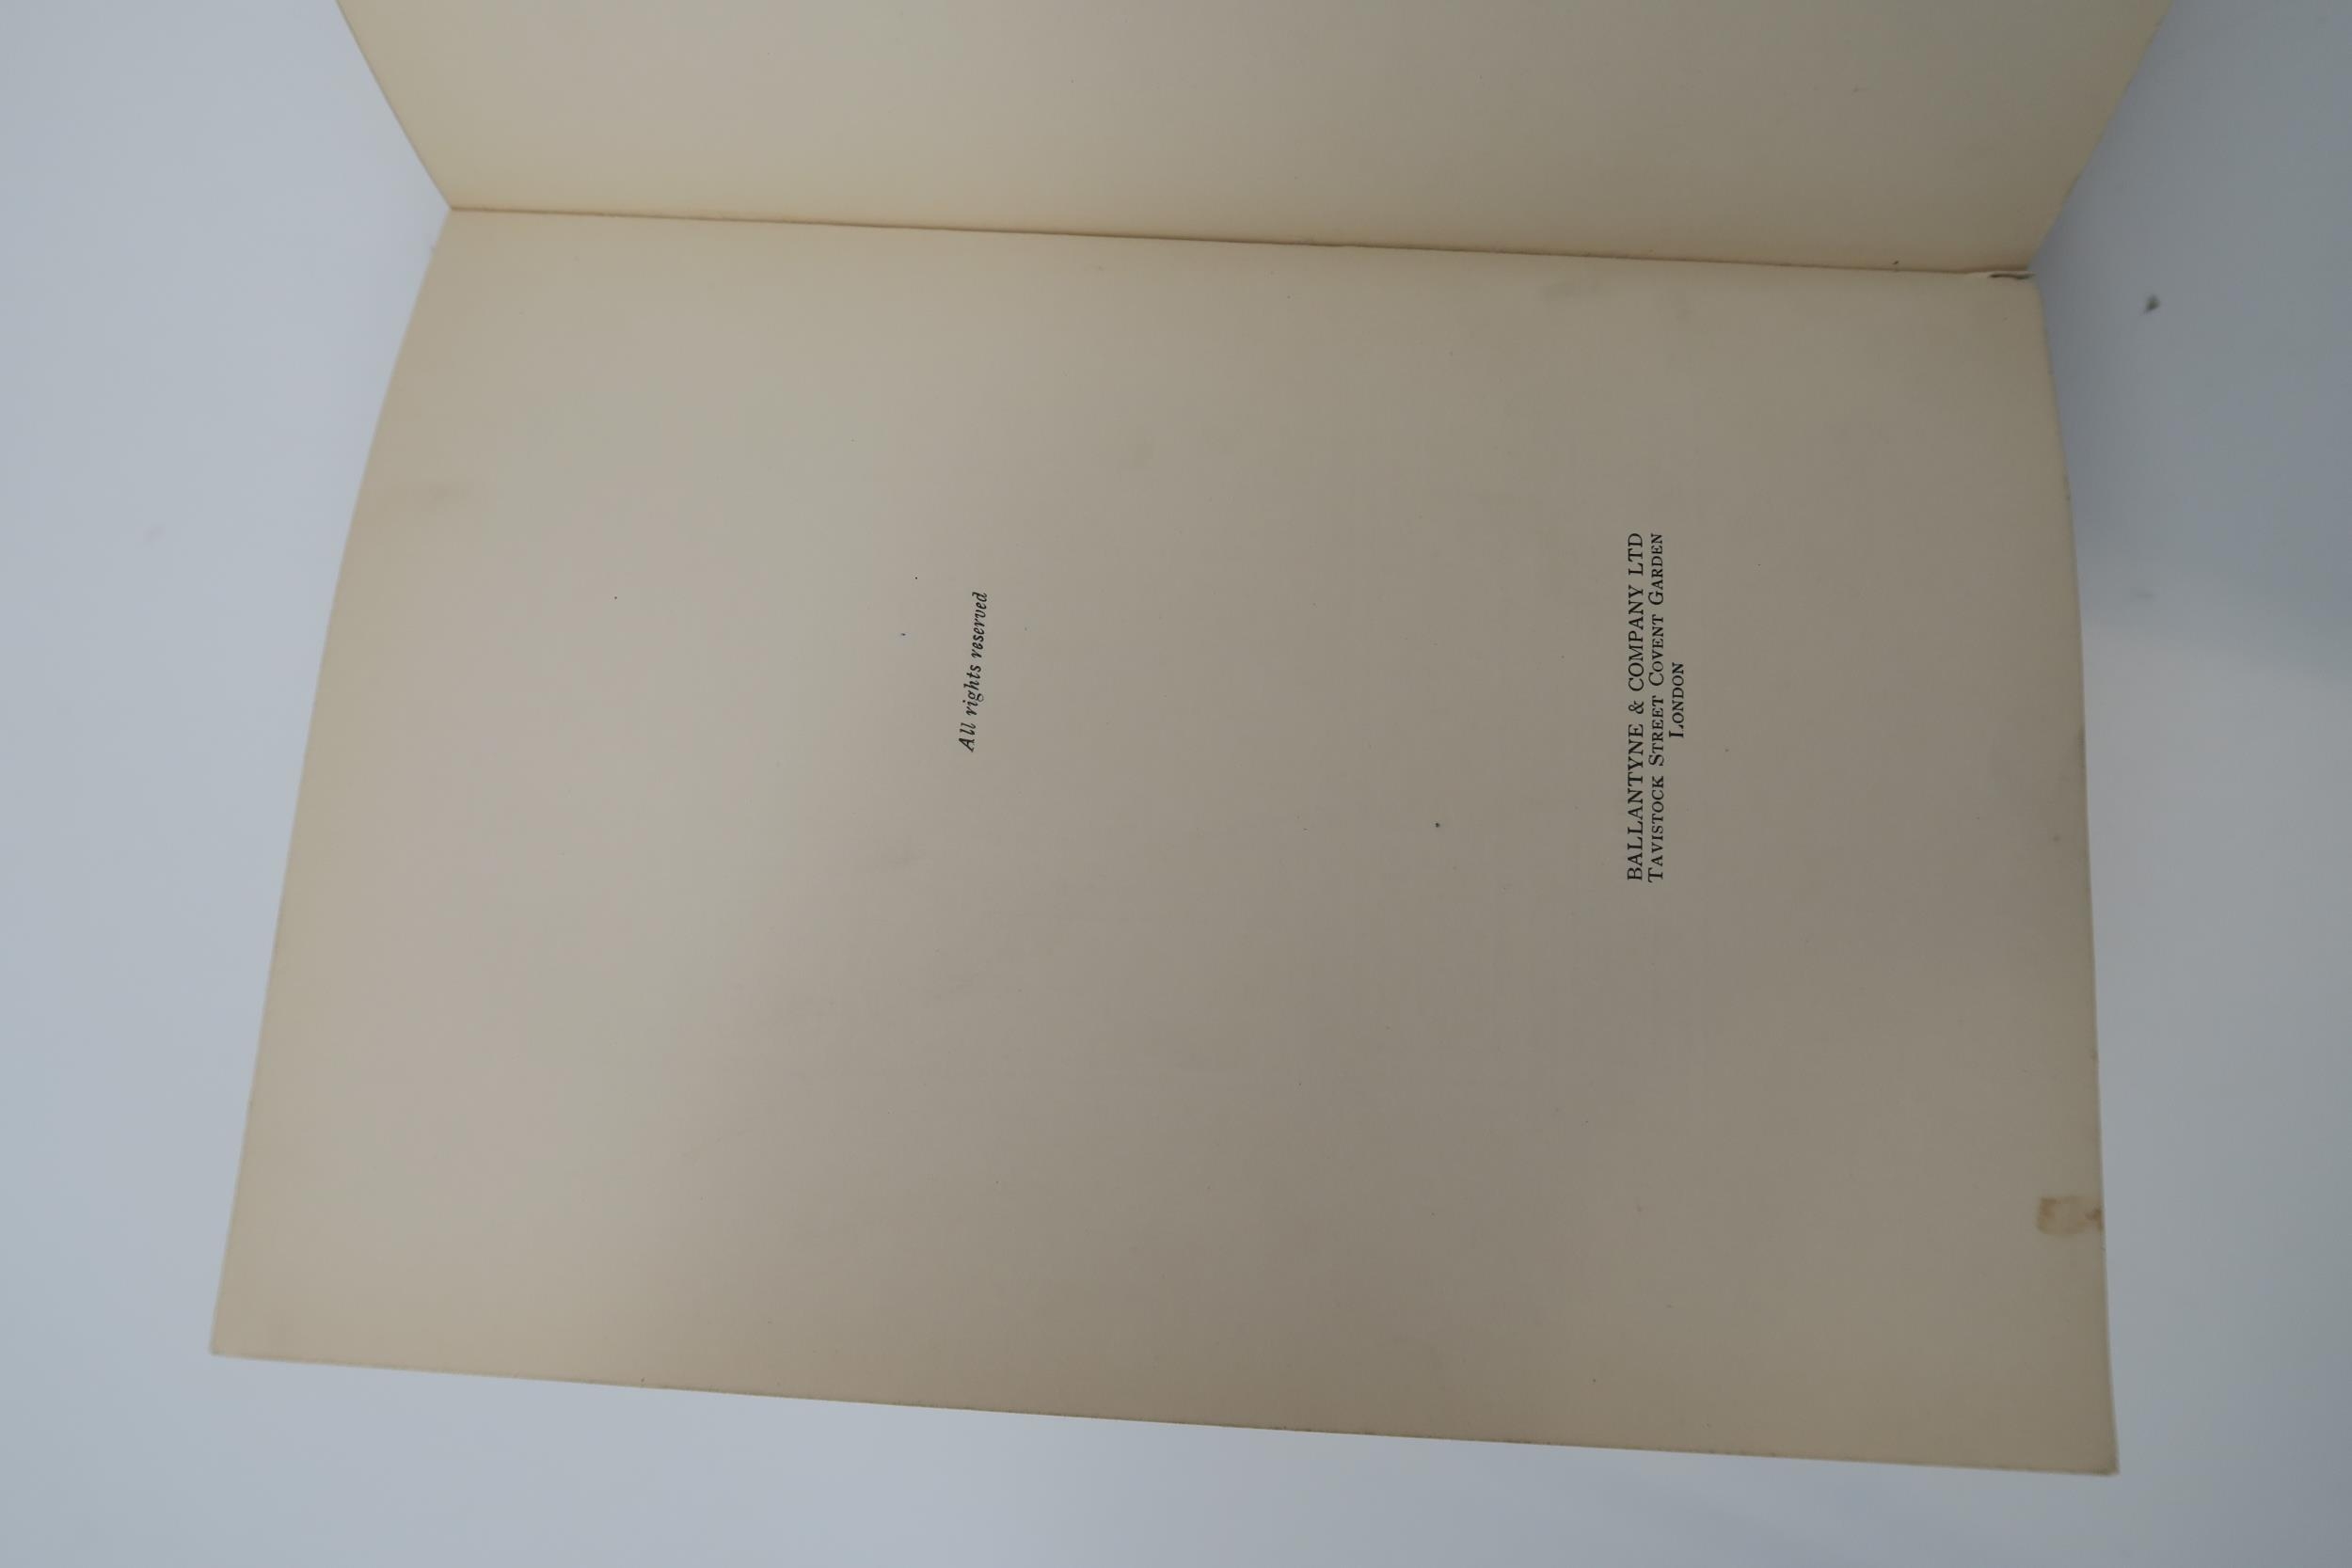 All rights reserved
BALLANTYNE & COMPANY LTD
TAVISTOCK STREET COVENT GARDEN
LONDON